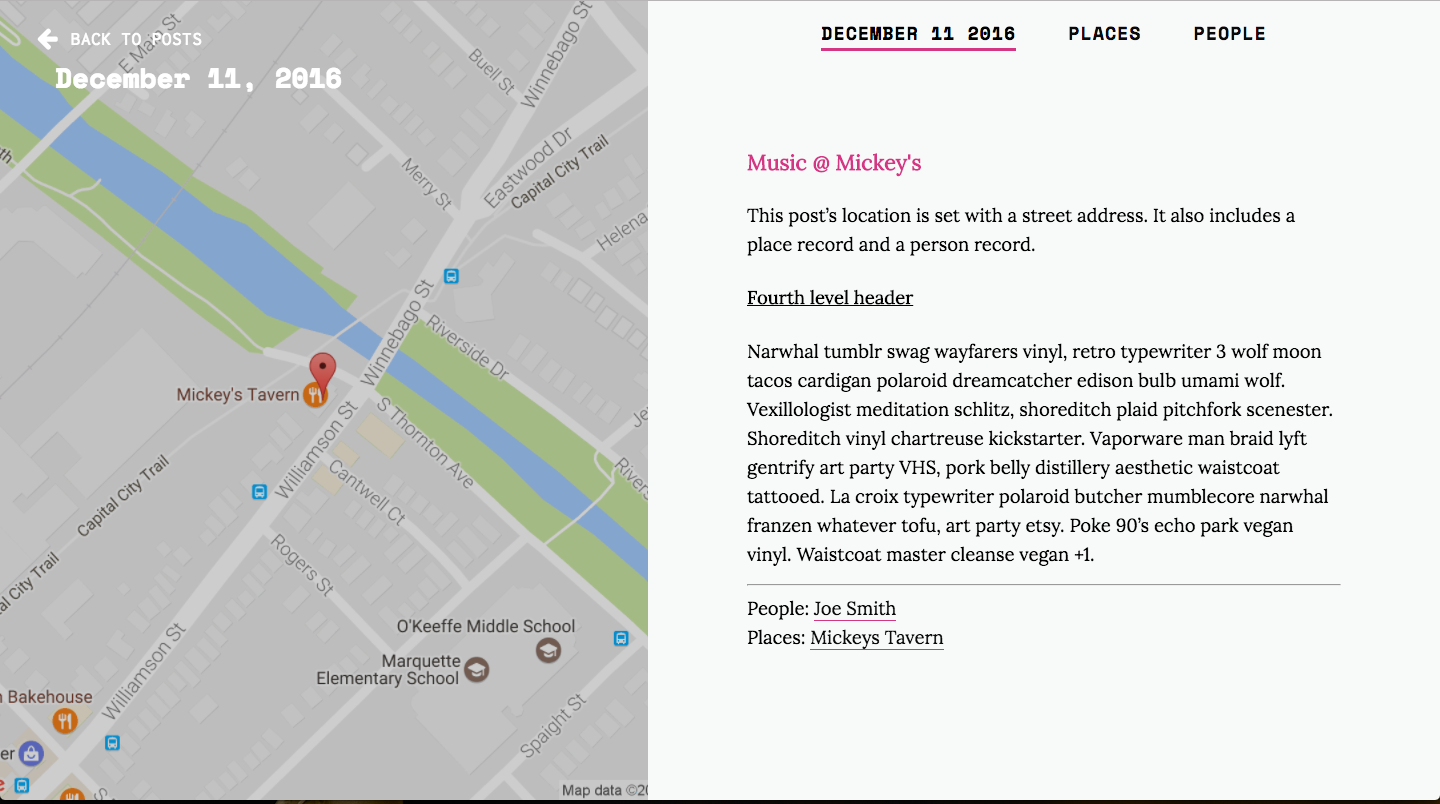 BACK TO POSTS
December 11, 2016
E Main St
Buell St
Winnebago St
Merry St
Eastwood Dr
Capital City Trail
Helena
Winnebago St
Riverside Dr
Mickey's Tavern
Williamson St
S Thornton Ave
Cantwell Ct
Capital City Trail
Rogers St
O'Keeffe Middle School
Marquette
Elementary School
Williamson St
Bakehouse
Spaight St
Map data ©20
DECEMBER 11 2016 PLACES PEOPLE
Music @ Mickey's
This post’s location is set with a street address. It also includes a
place record and a person record.
Fourth level header
Narwhal tumblr swag wayfarers vinyl, retro typewriter 3 wolf moon
tacos cardigan polaroid dreamcatcher edison bulb umami wolf.
Vexillologist meditation schlitz, shoreditch plaid pitchfork scenester.
Shoreditch vinyl chartreuse kickstarter. Vaporware man braid lyft
gentrify art party VHS, pork belly distillery aesthetic waistcoat
tattooed. La croix typewriter polaroid butcher mumblecore narwhal
franzen whatever tofu, art party etsy. Poke 90’s echo park vegan
vinyl. Waistcoat master cleanse vegan +1.
People: Joe Smith
Places: Mickeys Tavern